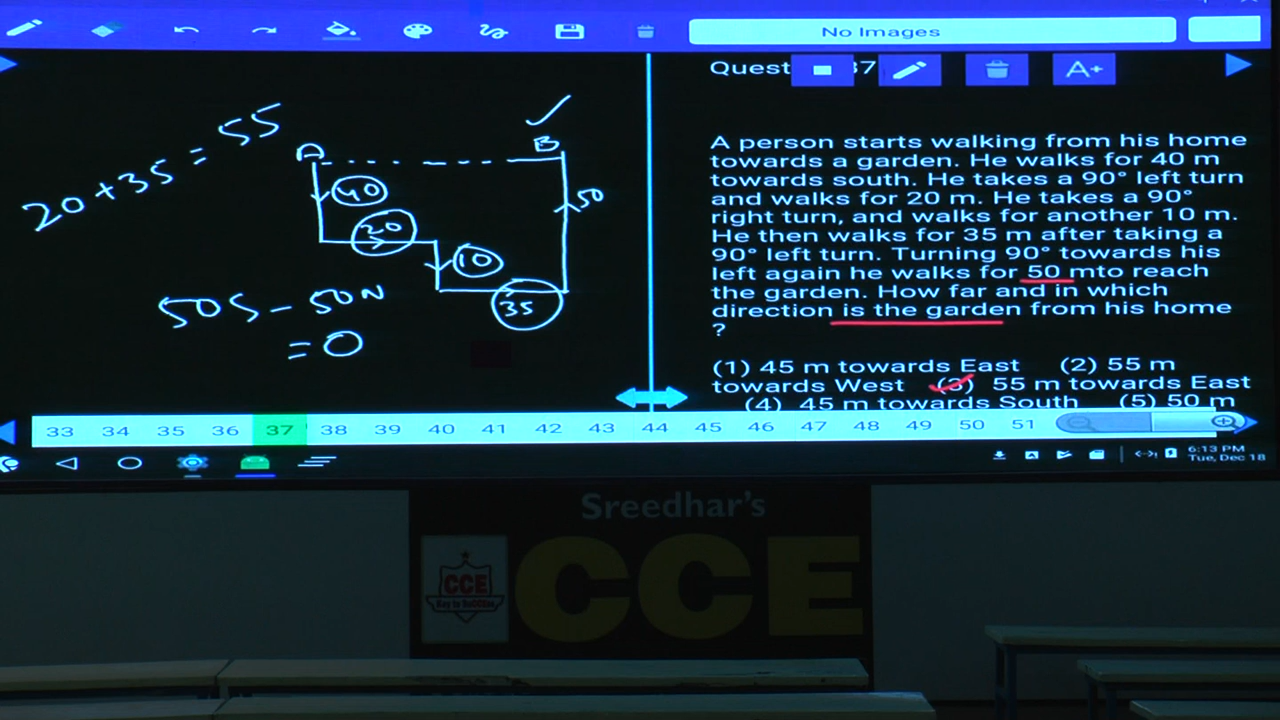 No Images
Quest 37
A+
A person starts walking from his home
towards a garden. He walks for 40 m
towards south. He takes a 90° left turn
and walks for 20 m. He takes a 90°
right turn, and walks for another 10 m.
He then walks for 35 m after taking a
90° left turn. Turning 90° towards his
left again he walks for 50 mto reach
the garden. How far and in which
direction is the garden from his home
?
(1) 45 m towards East (2) 55 m
towards West (3) 55 m towards East
(4) 45 m towards South (5) 50 m
20 + 35 = 55
A
B
40
20
10
35
50
50S - 50N
= 0
33 34 35 36 37 38 39 40 41 42 43 44 45 46 47 48 49 50 51
6:13 PM
Tue, Dec 18
Sreedhar's
CCE
CCE
Key to SuCCEss